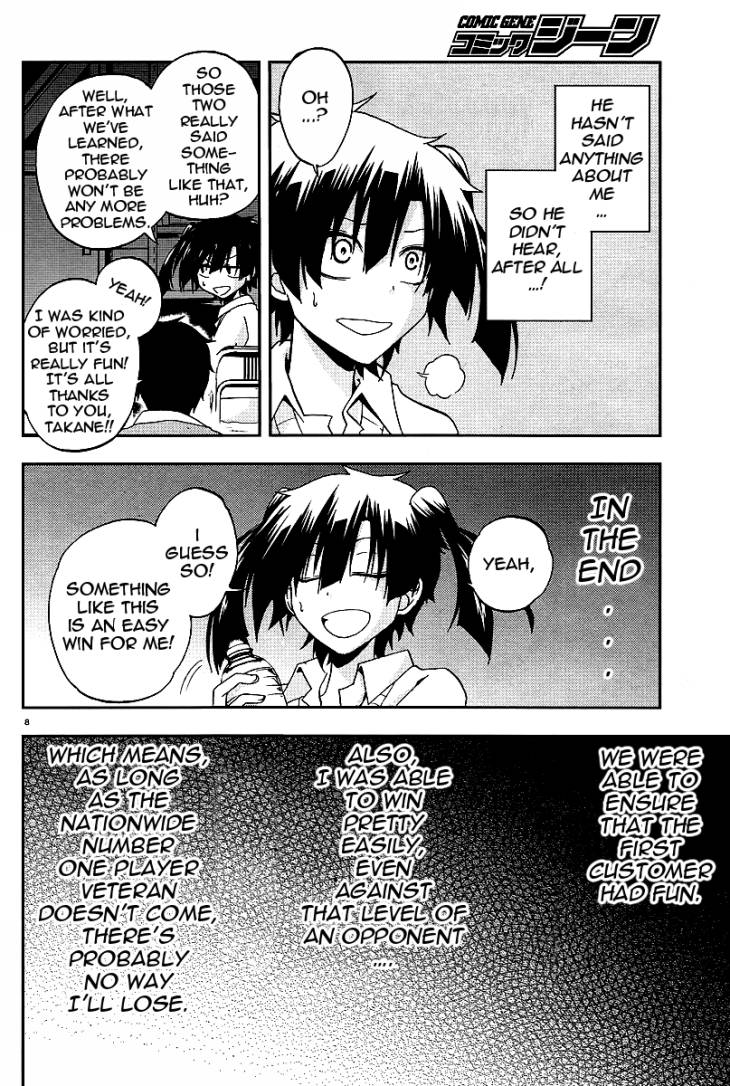 COMIC GENE
コミックジーン
HE
HASN'T
SAID
ANYTHING
ABOUT
ME
...
SO HE
DIDN'T
HEAR,
AFTER ALL
...!
OH
...?
SO
THOSE
TWO
REALLY
SAID
SOME-
THING
LIKE THAT,
HUH?
WELL,
AFTER WHAT
WE'VE
LEARNED,
THERE
PROBABLY
WON'T BE
ANY MORE
PROBLEMS.
YEAH!
I WAS KIND
OF WORRIED,
BUT IT'S
REALLY FUN!
IT'S ALL
THANKS
TO YOU,
TAKANE!!
IN
THE
END
.
.
.
YEAH,
I
GUESS
SO!
SOMETHING
LIKE THIS
IS AN EASY
WIN FOR ME!
8
WE WERE
ABLE TO
ENSURE
THAT THE
FIRST
CUSTOMER
HAD FUN.
ALSO,
I WAS ABLE
TO WIN
PRETTY
EASILY,
EVEN
AGAINST
THAT LEVEL OF
AN OPPONENT
....
WHICH MEANS,
AS LONG
AS THE
NATIONWIDE
NUMBER
ONE PLAYER
VETERAN
DOESN'T COME,
THERE'S
PROBABLY
NO WAY
I'LL LOSE.